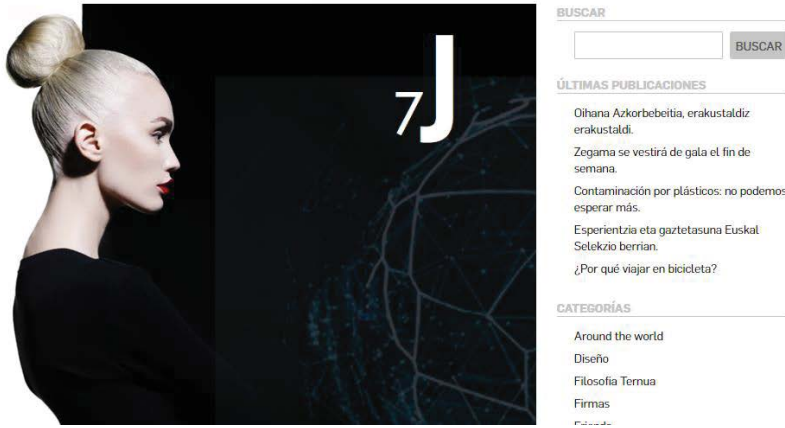 7J
BUSCAR
BUSCAR
ÚLTIMAS PUBLICACIONES
Oihana Azkorbebeitia, erakustaldiz
erakustaldi.
Zegama se vestirá de gala el fin de
semana.
Contaminación por plásticos: no podemos
esperar más.
Esperientzia eta gaztetasuna Euskal
Selekzio berrian.
¿Por qué viajar en bicicleta?
CATEGORÍAS
Around the world
Diseño
Filosofia Ternua
Firmas
Friends